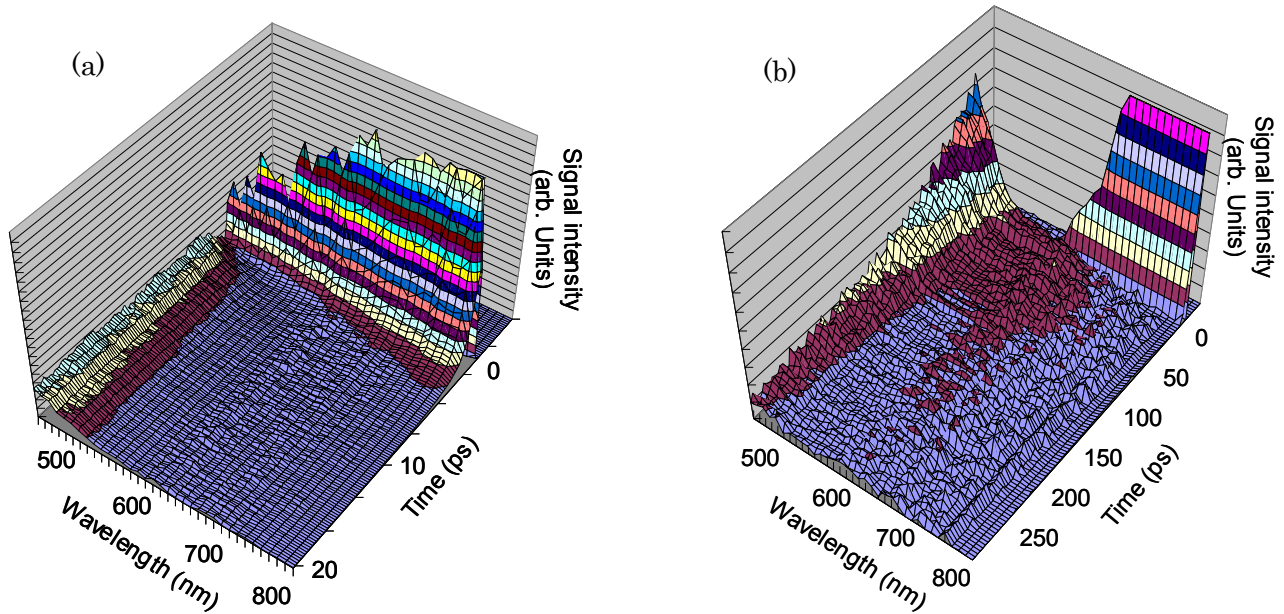 (a)
Signal intensity
(arb. Units)
0
10
20
Time (ps)
500
600
700
800
Wavelength (nm)
(b)
Signal intensity
(arb. Units)
0
50
100
150
200
250
Time (ps)
500
600
700
800
Wavelength (nm)